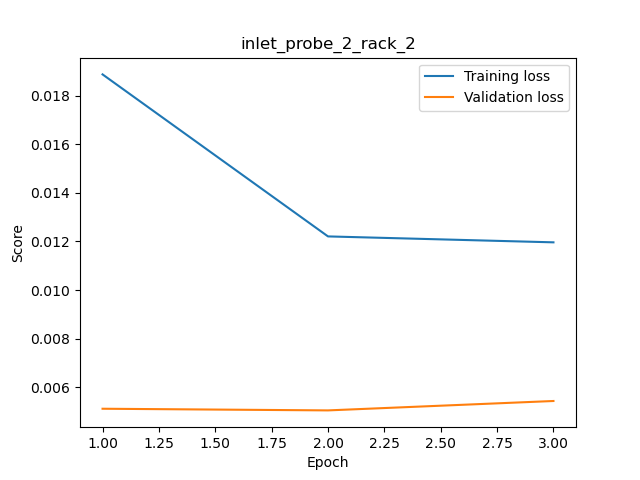 inlet_probe_2_rack_2
Training loss
Validation loss
0.018
0.016
0.014
0.012
0.010
0.008
0.006
Score
1.00 1.25 1.50 1.75 2.00 2.25 2.50 2.75 3.00
Epoch